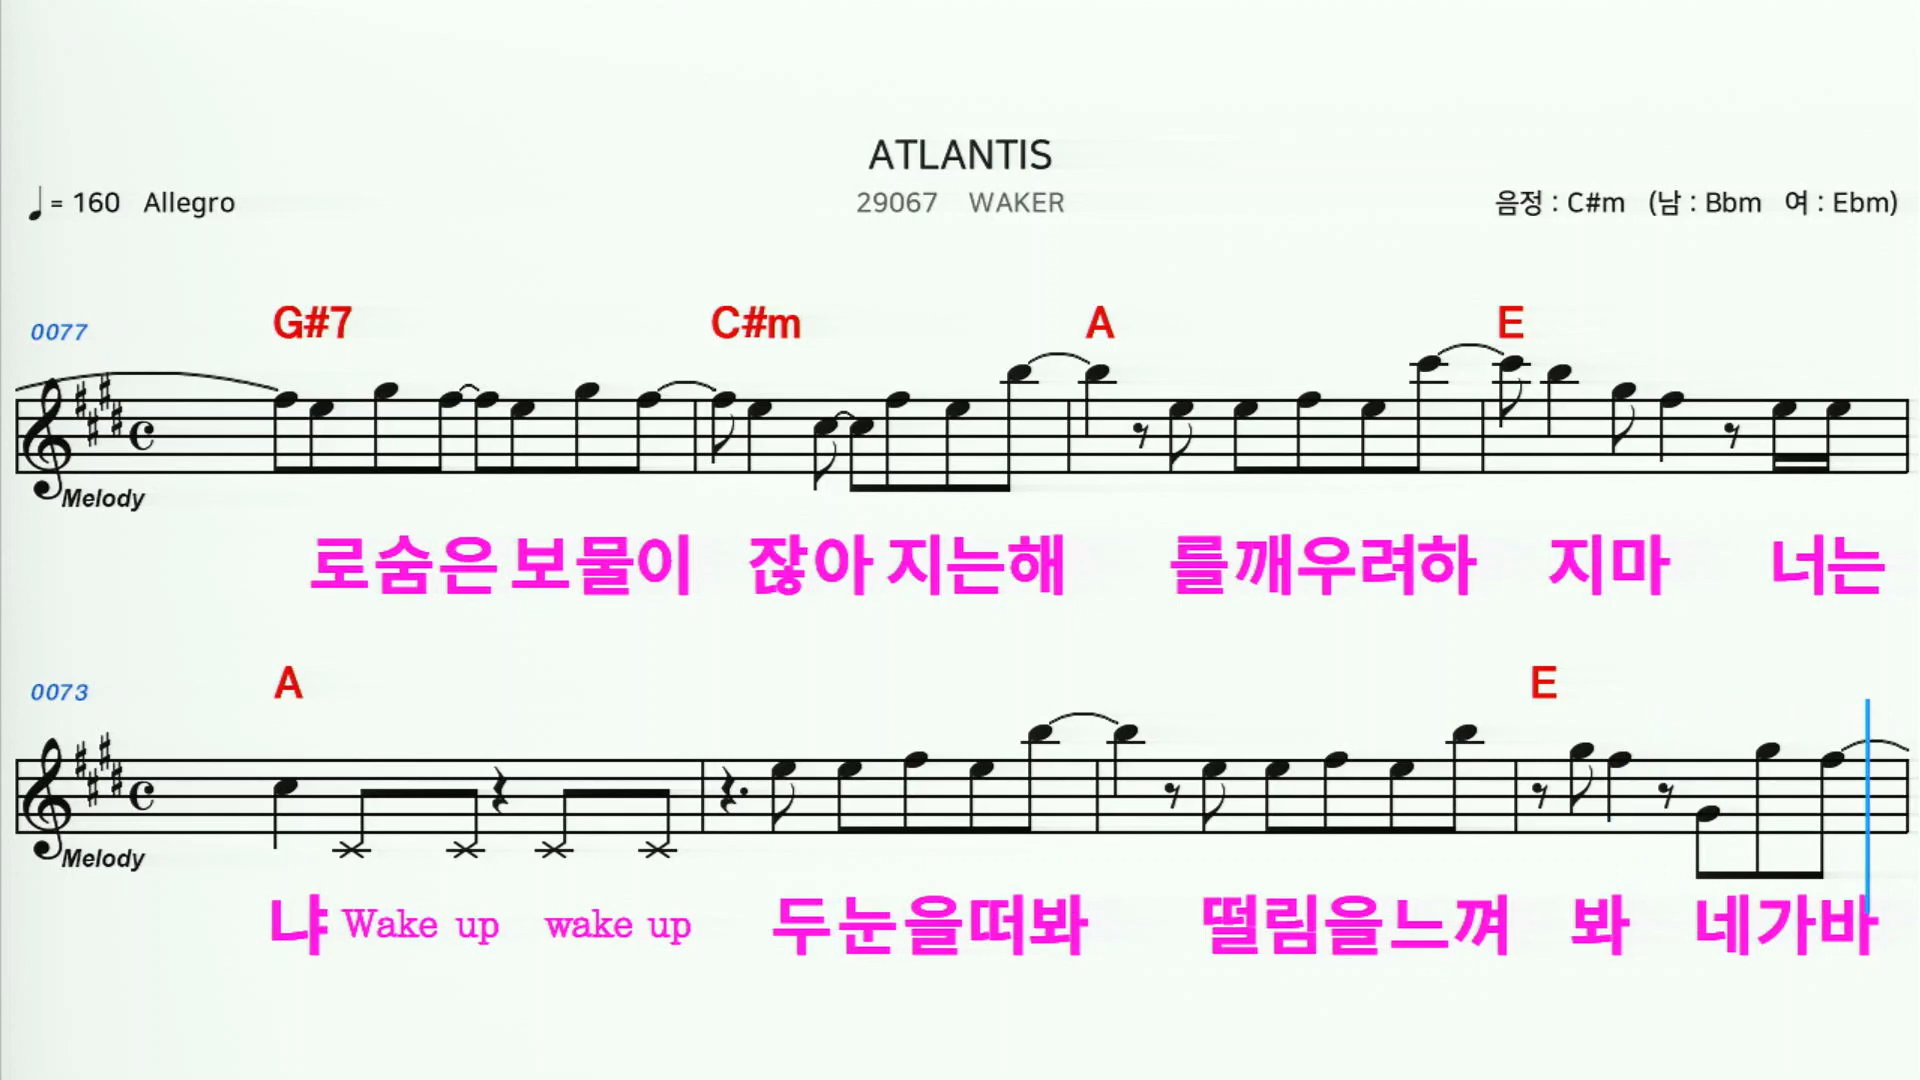 ATLANTIS
♩ = 160 Allegro
29067 WAKER
음정 : C#m (남 : Bbm 여 : Ebm)
0077
G#7 C#m A E
Melody
로숨은보물이 잖아지는해 를깨우려하 지마 너는
0073
A E
Melody
냐 Wake up wake up 두눈을떠봐 떨림을느껴 봐 네가바